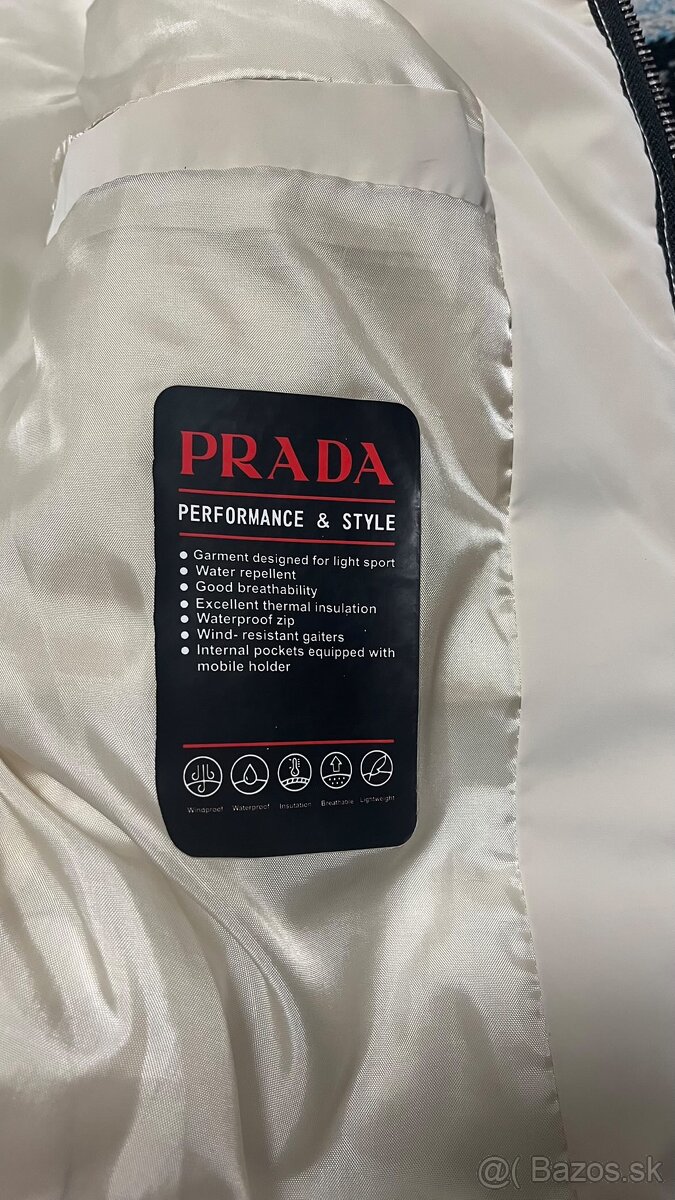 PRADA
PERFORMANCE & STYLE
● Garment designed for light sport
● Water repellent
● Good breathability
● Excellent thermal insulation
● Waterproof zip
● Wind- resistant gaiters
● Internal pockets equipped with
mobile holder
Windproof Waterproof Insutation Breathable Lightweight
@( Bazos.sk